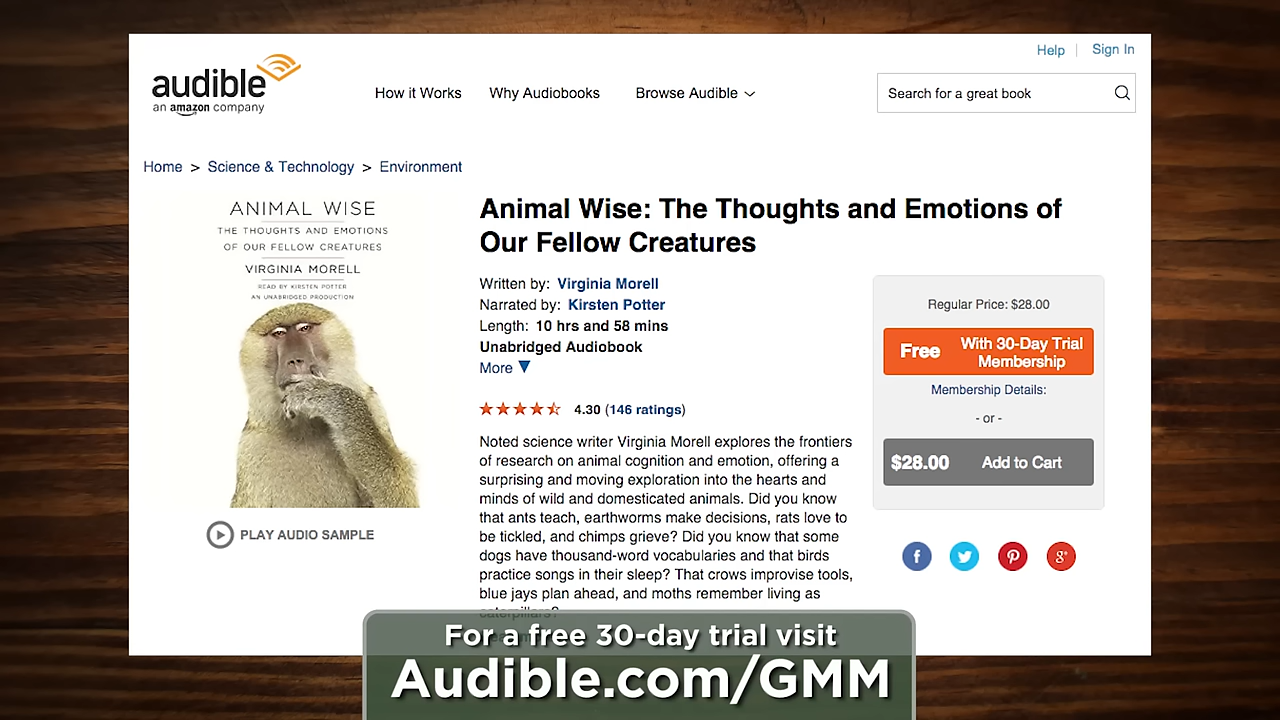 Help | Sign In
audible
an amazon company
How it Works
Why Audiobooks
Browse Audible
Search for a great book
Home > Science & Technology > Environment
ANIMAL WISE
THE THOUGHTS AND EMOTIONS
OF OUR FELLOW CREATURES
VIRGINIA MORELL
READ BY KIRSTEN POTTER
AN UNABRIDGED PRODUCTION
PLAY AUDIO SAMPLE
Animal Wise: The Thoughts and Emotions of
Our Fellow Creatures
Written by: Virginia Morell
Narrated by: Kirsten Potter
Length: 10 hrs and 58 mins
Unabridged Audiobook
More
4.30 (146 ratings)
Noted science writer Virginia Morell explores the frontiers
of research on animal cognition and emotion, offering a
surprising and moving exploration into the hearts and
minds of wild and domesticated animals. Did you know
that ants teach, earthworms make decisions, rats love to
be tickled, and chimps grieve? Did you know that some
dogs have thousand-word vocabularies and that birds
practice songs in their sleep? That crows improvise tools,
blue jays plan ahead, and moths remember living as
caterpillars?
Regular Price: $28.00
Free With 30-Day Trial
Membership
Membership Details:
- or -
$28.00 Add to Cart
f
g+
For a free 30-day trial visit
Audible.com/GMM